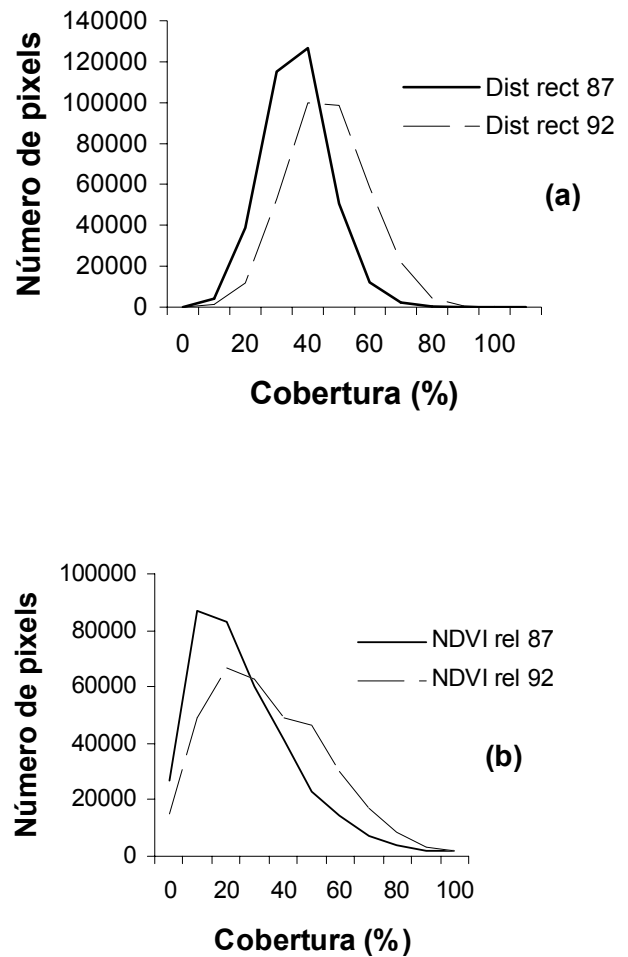 140000
120000
100000
80000
60000
40000
20000
0
Número de pixels
Dist rect 87
Dist rect 92
(a)
0 20 40 60 80 100
Cobertura (%)
100000
80000
60000
40000
20000
0
Número de pixels
NDVI rel 87
NDVI rel 92
(b)
0 20 40 60 80 100
Cobertura (%)